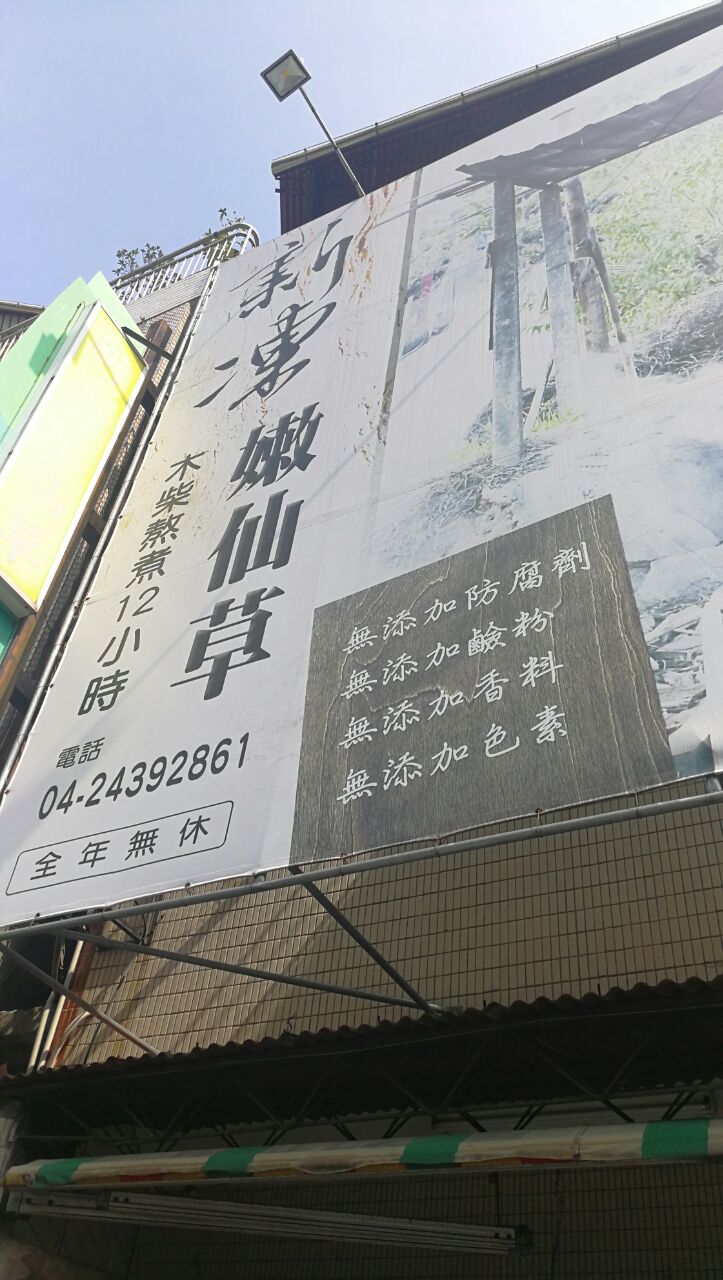 新凍嫩仙草
木柴熬煮12小時
電話
04-24392861
全年無休
無添加防腐劑
無添加鹼粉
無添加香料
無添加色素